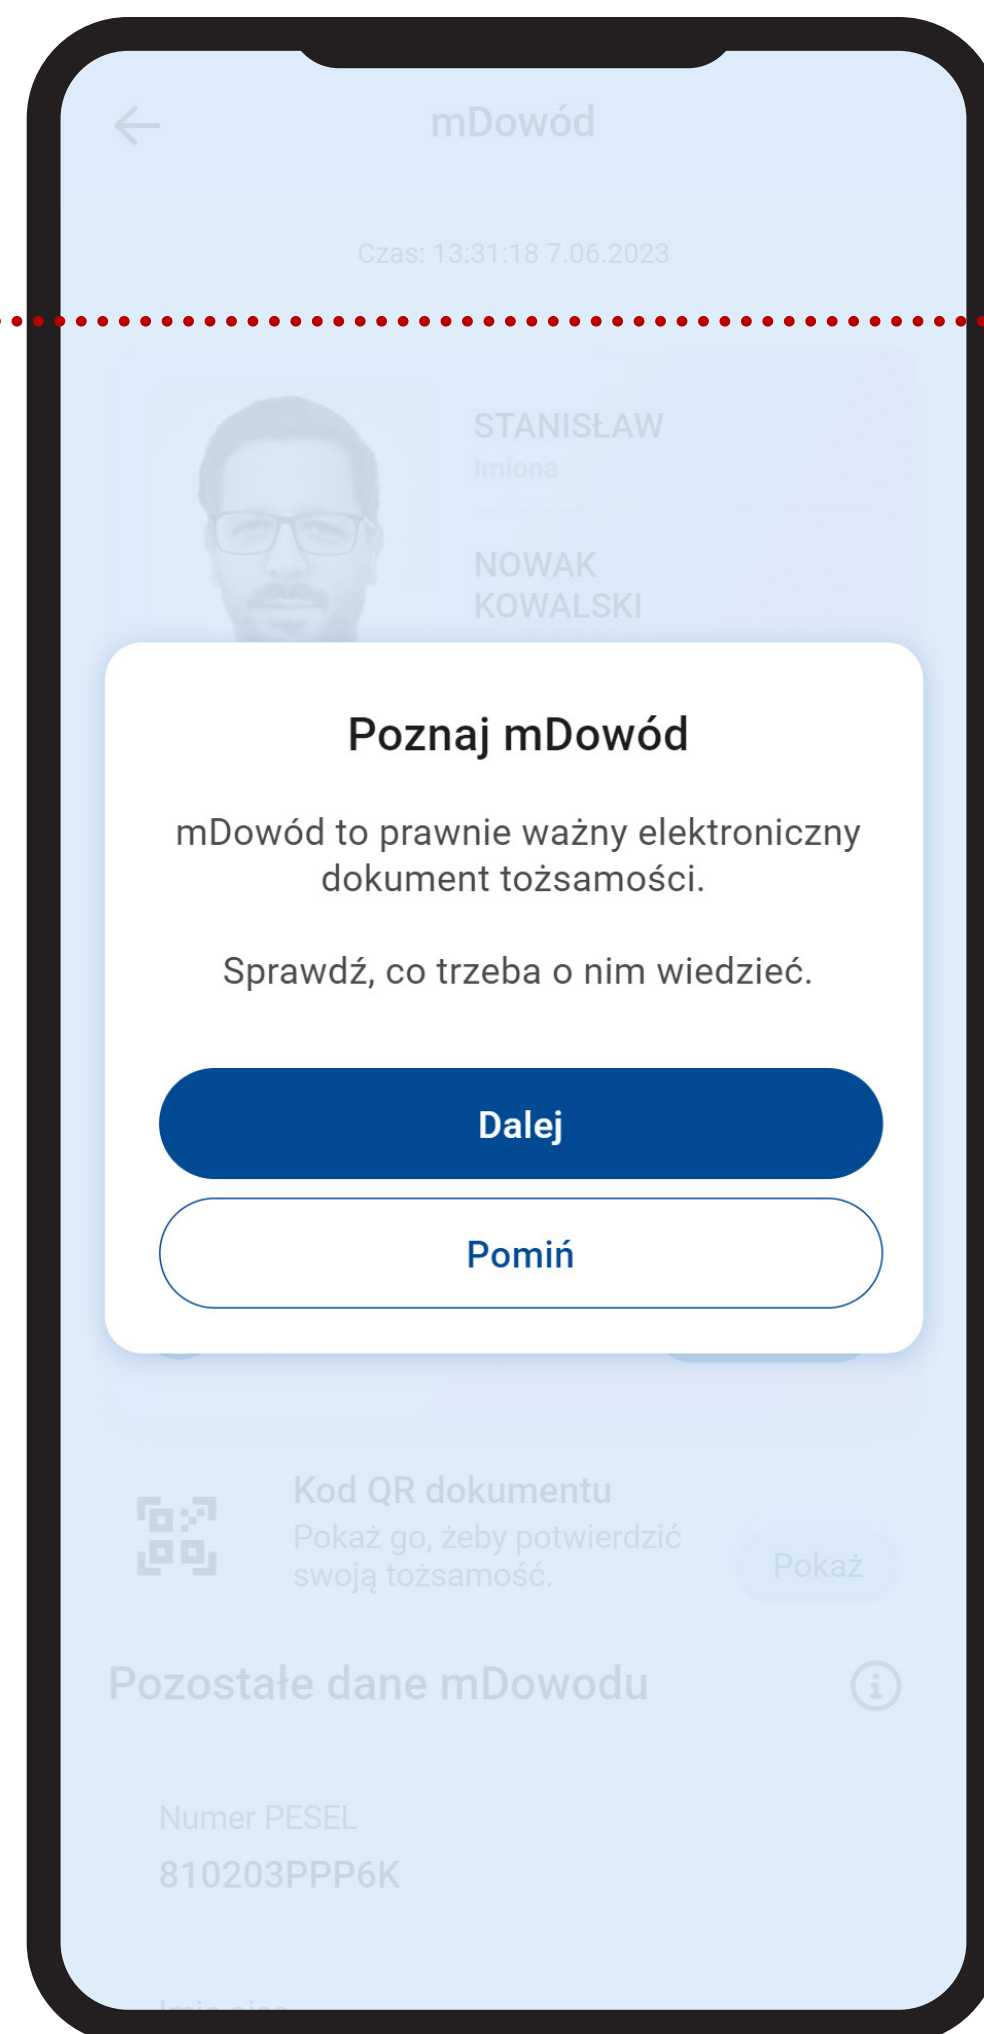 mDowód
Czas: 13:31:18 7.06.2023
STANISŁAW
Imiona
NOWAK
KOWALSKI
Poznaj mDowód
mDowód to prawnie ważny elektroniczny
dokument tożsamości.
Sprawdź, co trzeba o nim wiedzieć.
Dalej
Pomiń
Kod QR dokumentu
Pokaż go, żeby potwierdzić
swoją tożsamość.
Pokaż
Pozostałe dane mDowodu
Numer PESEL
810203PPP6K